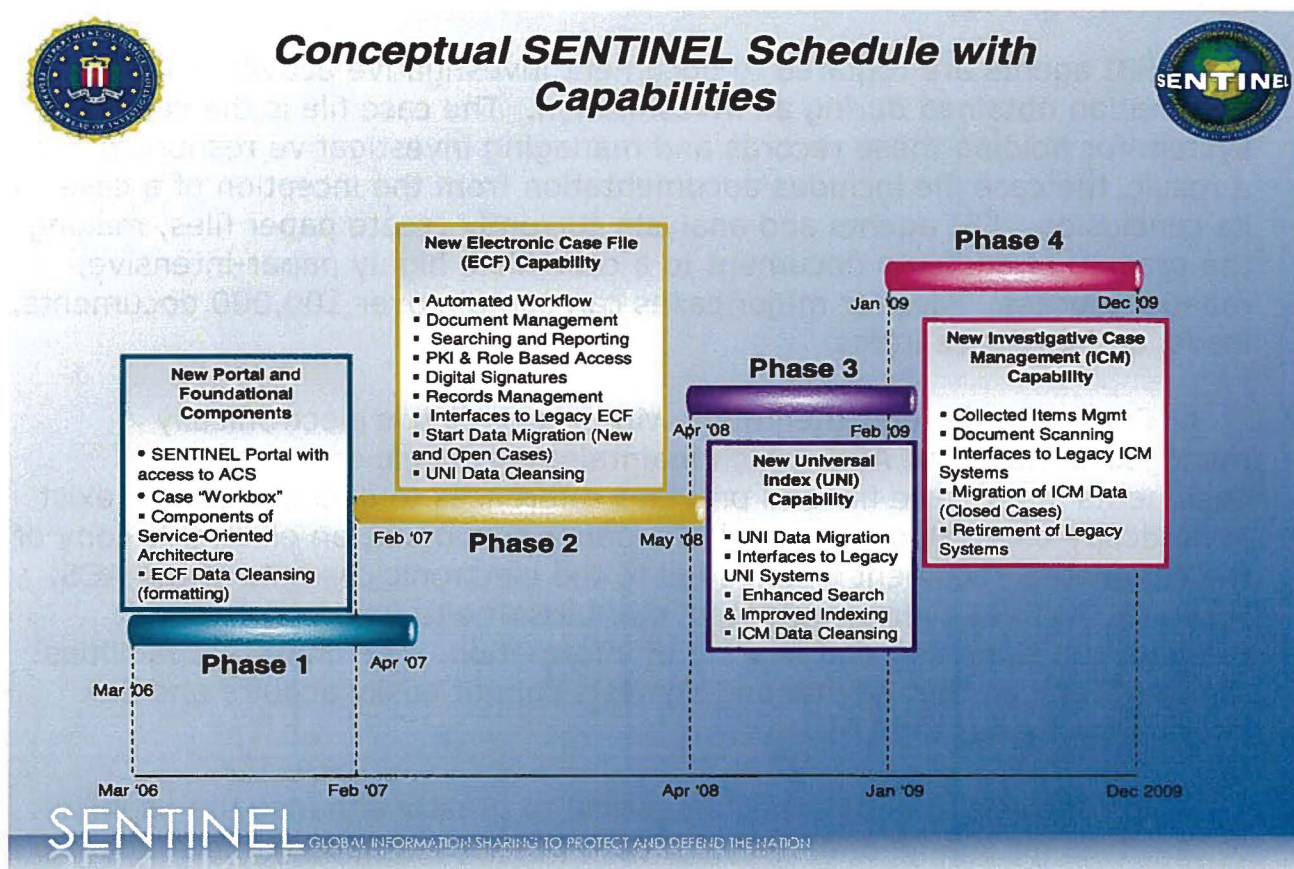 Conceptual SENTINEL Schedule with
Capabilities
DEPARTMENT OF JUSTICE
FEDERAL BUREAU OF INVESTIGATION
SENTINEL
New Portal and
Foundational
Components
▪ SENTINEL Portal with
access to ACS
▪ Case "Workbox"
▪ Components of
Service-Oriented
Architecture
▪ ECF Data Cleansing
(formatting)
Phase 1
Mar '06
Apr '07
New Electronic Case File
(ECF) Capability
▪ Automated Workflow
▪ Document Management
▪ Searching and Reporting
▪ PKI & Role Based Access
▪ Digital Signatures
▪ Records Management
▪ Interfaces to Legacy ECF
▪ Start Data Migration (New
and Open Cases)
▪ UNI Data Cleansing
Feb '07
Phase 2
May '08
Phase 3
Apr '08
Feb '09
New Universal
Index (UNI)
Capability
▪ UNI Data Migration
▪ Interfaces to Legacy
UNI Systems
▪ Enhanced Search
& Improved Indexing
▪ ICM Data Cleansing
Phase 4
Jan '09
Dec '09
New Investigative Case
Management (ICM)
Capability
▪ Collected Items Mgmt
▪ Document Scanning
▪ Interfaces to Legacy ICM
Systems
▪ Migration of ICM Data
(Closed Cases)
▪ Retirement of Legacy
Systems
Mar '06
Feb '07
Apr '08
Jan '09
Dec 2009
SENTINEL GLOBAL INFORMATION SHARING TO PROTECT AND DEFEND THE NATION